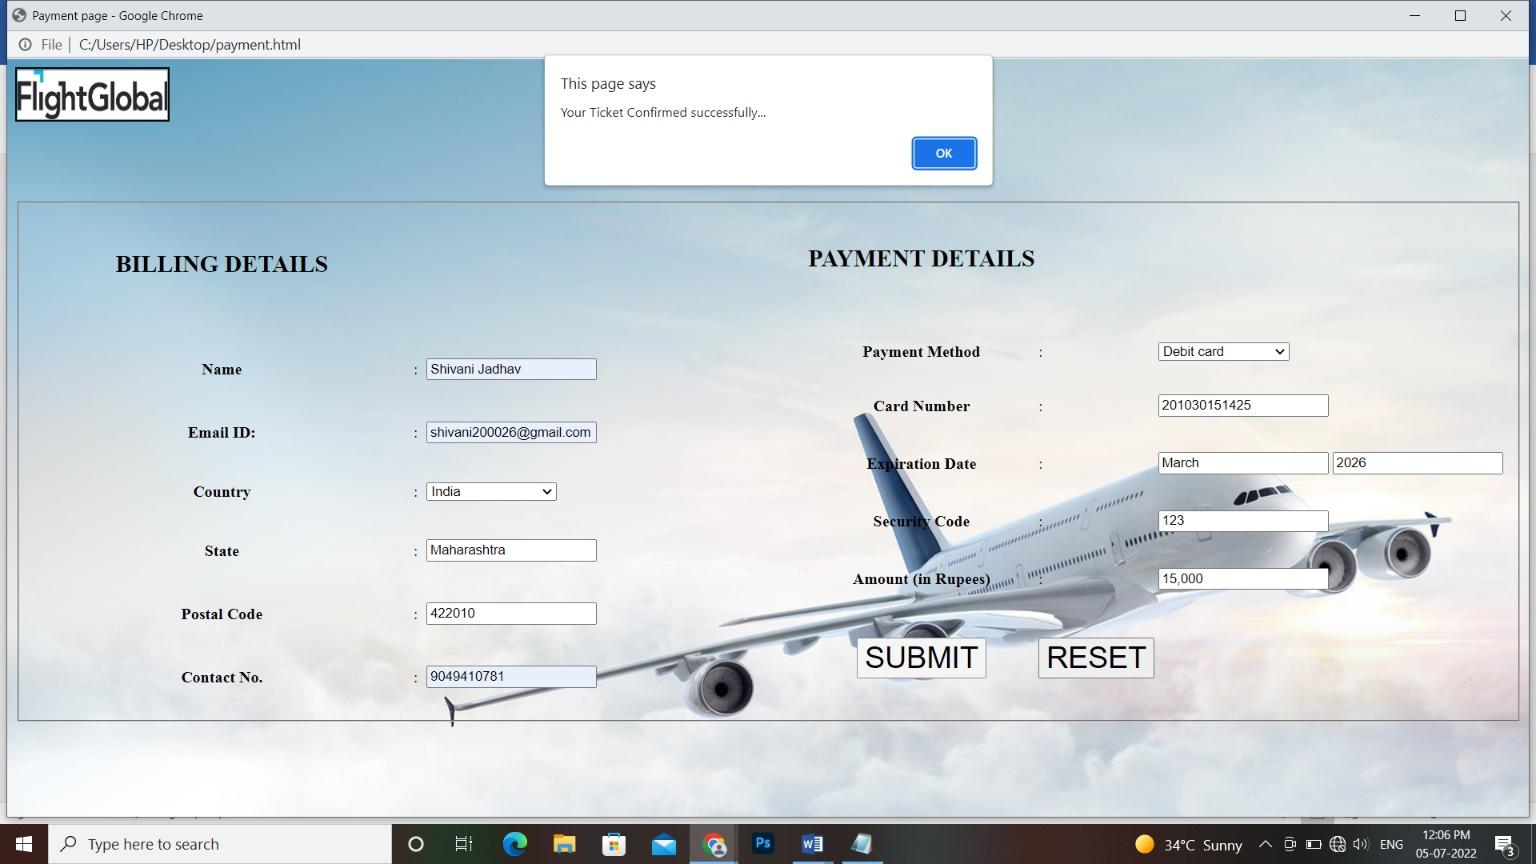 Payment page - Google Chrome
File | C:/Users/HP/Desktop/payment.html
FlightGlobal
This page says
Your Ticket Confirmed successfully...
OK
BILLING DETAILS
Name : Shivani Jadhav
Email ID: : shivani200026@gmail.com
Country : India
State : Maharashtra
Postal Code : 422010
Contact No. : 9049410781
PAYMENT DETAILS
Payment Method : Debit card
Card Number : 201030151425
Expiration Date : March 2026
Security Code : 123
Amount (in Rupees) : 15,000
SUBMIT RESET
Type here to search
Ps
W
34°C Sunny
ENG
12:06 PM
05-07-2022
3